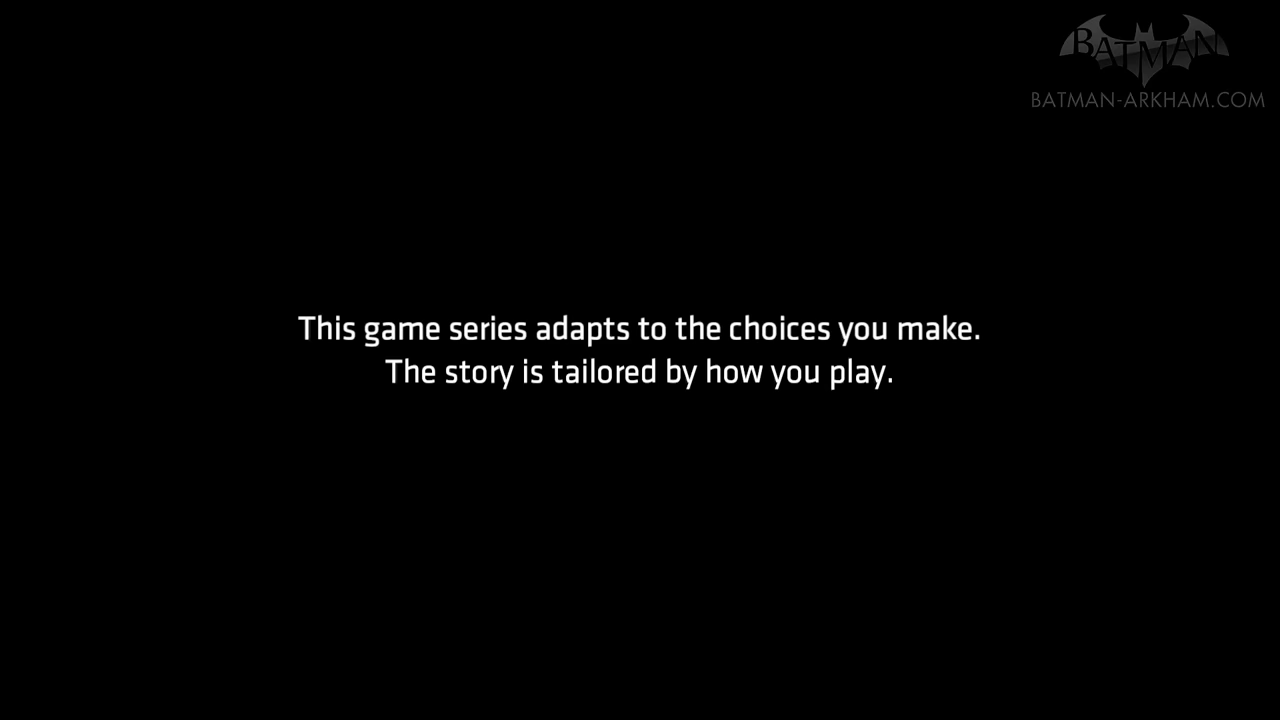 BATMAN
BATMAN-ARKHAM.COM
This game series adapts to the choices you make.
The story is tailored by how you play.